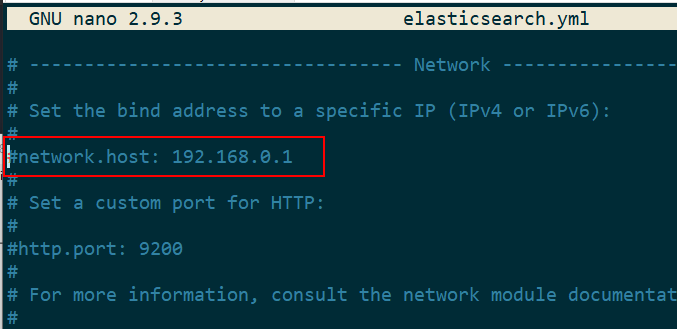 GNU nano 2.9.3 elasticsearch.yml
# ---------------------------------- Network ----------------
#
# Set the bind address to a specific IP (IPv4 or IPv6):
#
#network.host: 192.168.0.1
#
# Set a custom port for HTTP:
#
#http.port: 9200
#
# For more information, consult the network module documentat
#